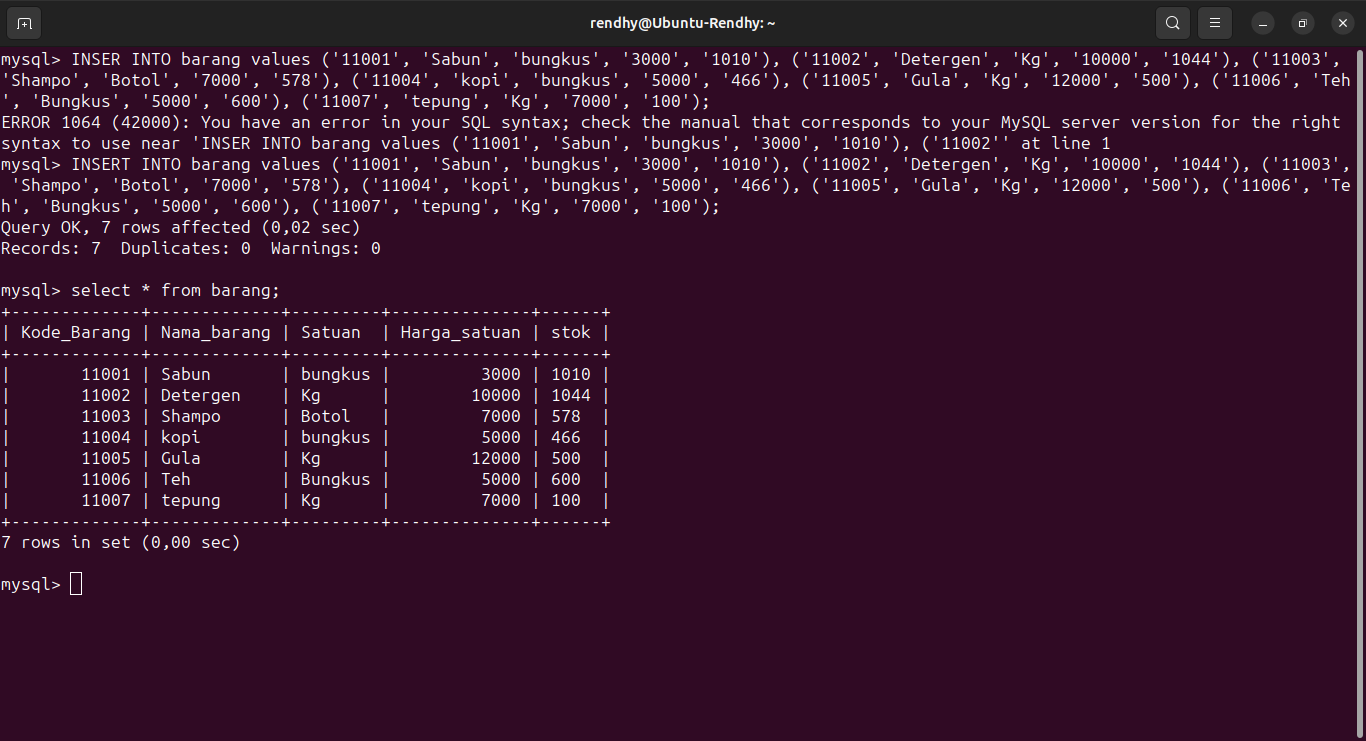 rendhy@Ubuntu-Rendhy: ~
mysql> INSER INTO barang values ('11001', 'Sabun', 'bungkus', '3000', '1010'), ('11002', 'Detergen', 'Kg', '10000', '1044'), ('11003',
'Shampo', 'Botol', '7000', '578'), ('11004', 'kopi', 'bungkus', '5000', '466'), ('11005', 'Gula', 'Kg', '12000', '500'), ('11006', 'Teh
', 'Bungkus', '5000', '600'), ('11007', 'tepung', 'Kg', '7000', '100');
ERROR 1064 (42000): You have an error in your SQL syntax; check the manual that corresponds to your MySQL server version for the right
syntax to use near 'INSER INTO barang values ('11001', 'Sabun', 'bungkus', '3000', '1010'), ('11002'' at line 1
mysql> INSERT INTO barang values ('11001', 'Sabun', 'bungkus', '3000', '1010'), ('11002', 'Detergen', 'Kg', '10000', '1044'), ('11003',
 'Shampo', 'Botol', '7000', '578'), ('11004', 'kopi', 'bungkus', '5000', '466'), ('11005', 'Gula', 'Kg', '12000', '500'), ('11006', 'Te
h', 'Bungkus', '5000', '600'), ('11007', 'tepung', 'Kg', '7000', '100');
Query OK, 7 rows affected (0,02 sec)
Records: 7  Duplicates: 0  Warnings: 0

mysql> select * from barang;
+-------------+-------------+---------+--------------+------+
| Kode_Barang | Nama_barang | Satuan  | Harga_satuan | stok |
+-------------+-------------+---------+--------------+------+
|       11001 | Sabun       | bungkus |         3000 | 1010 |
|       11002 | Detergen    | Kg      |        10000 | 1044 |
|       11003 | Shampo      | Botol   |         7000 | 578  |
|       11004 | kopi        | bungkus |         5000 | 466  |
|       11005 | Gula        | Kg      |        12000 | 500  |
|       11006 | Teh         | Bungkus |         5000 | 600  |
|       11007 | tepung      | Kg      |         7000 | 100  |
+-------------+-------------+---------+--------------+------+
7 rows in set (0,00 sec)

mysql>